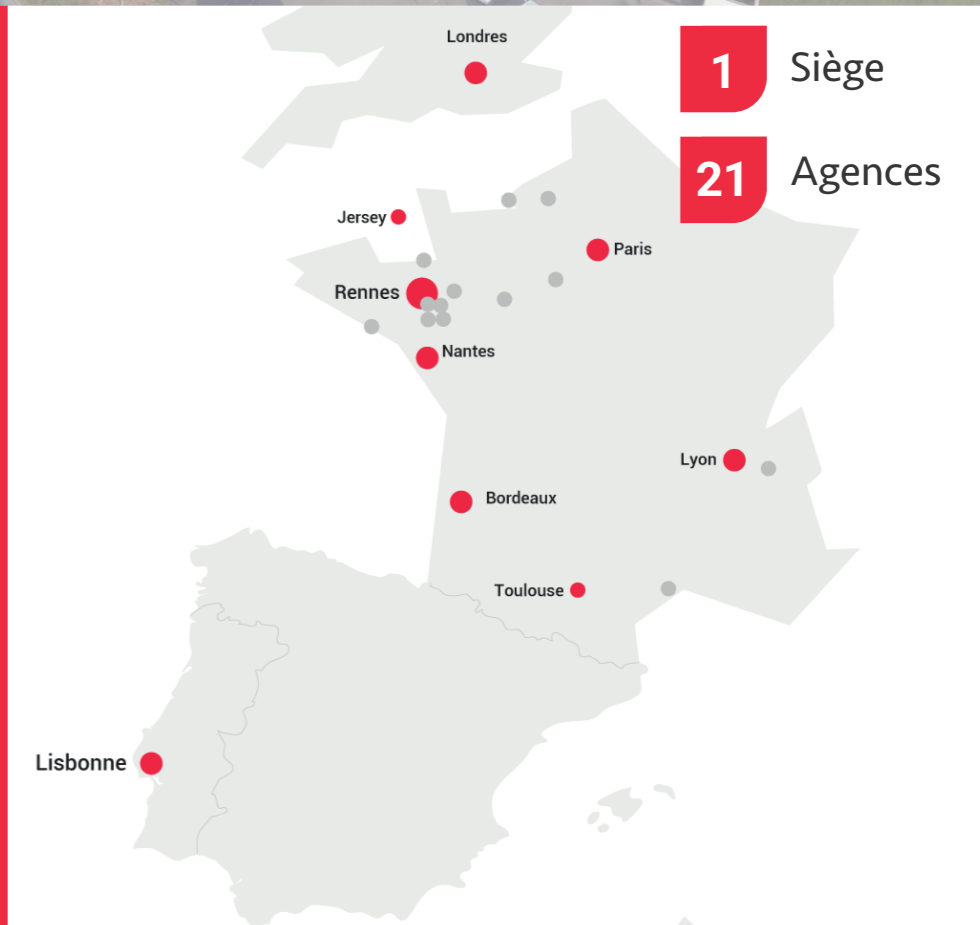 Londres
1 Siège
21 Agences
Jersey
Paris
Rennes
Nantes
Lyon
Bordeaux
Toulouse
Lisbonne